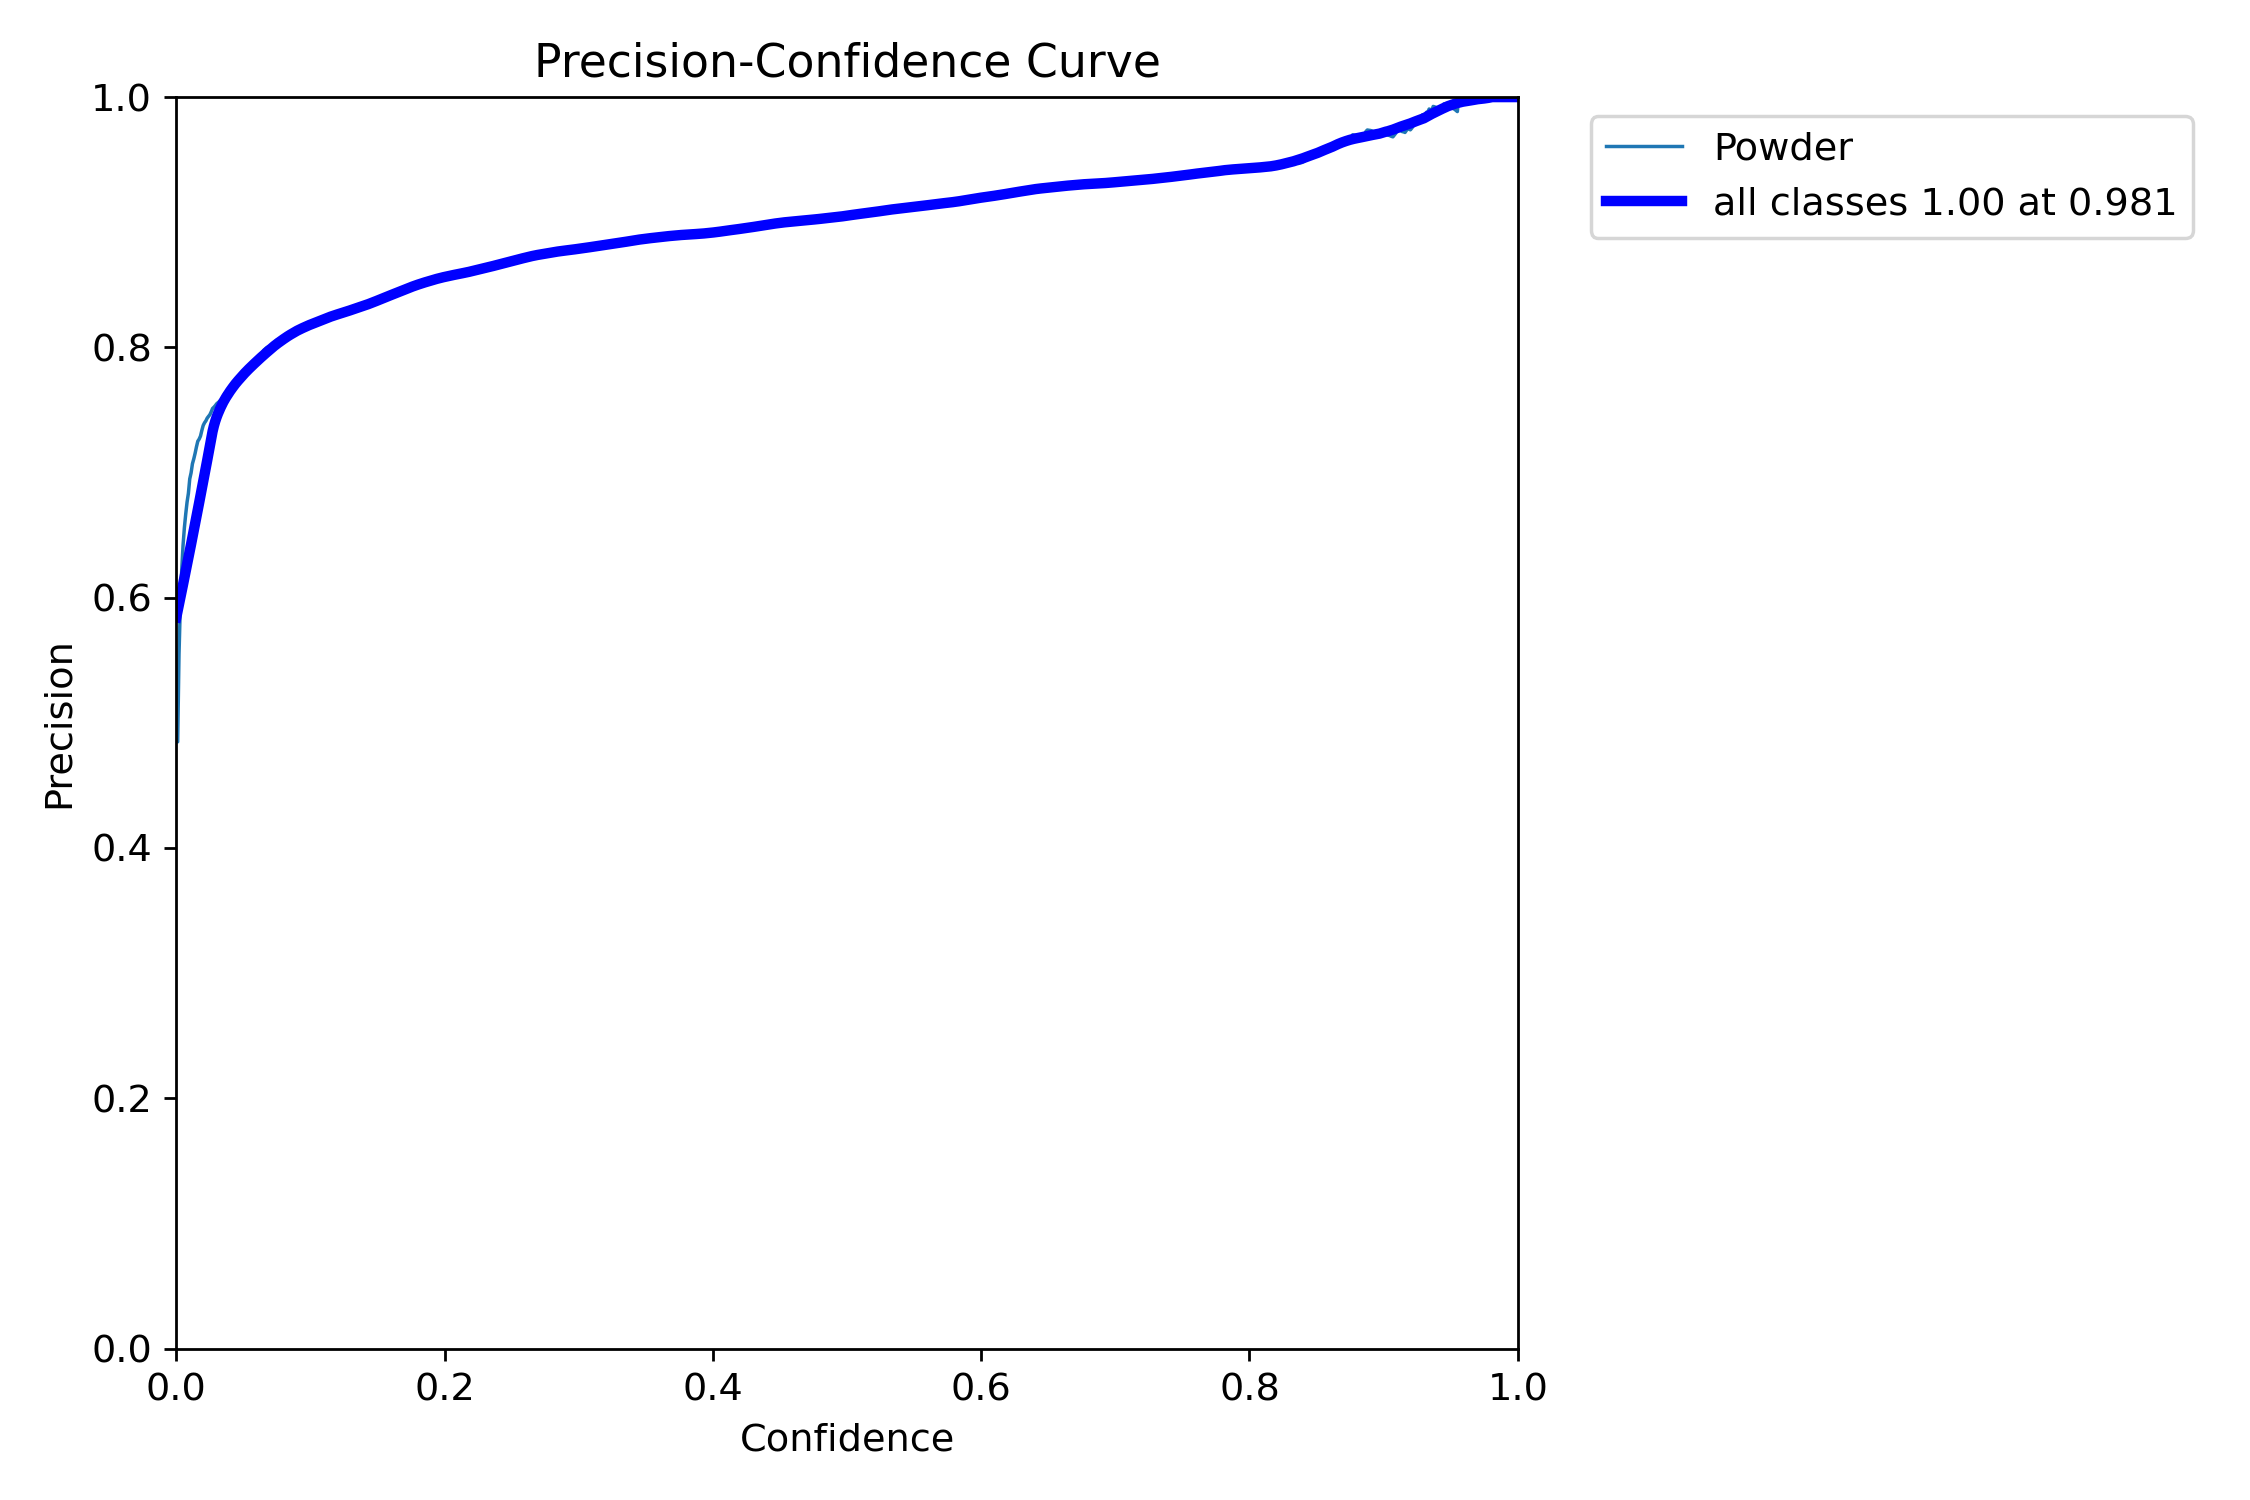 Precision-Confidence Curve
1.0
0.8
0.6
0.4
0.2
0.0
Precision
0.0 0.2 0.4 0.6 0.8 1.0
Confidence
Powder
all classes 1.00 at 0.981